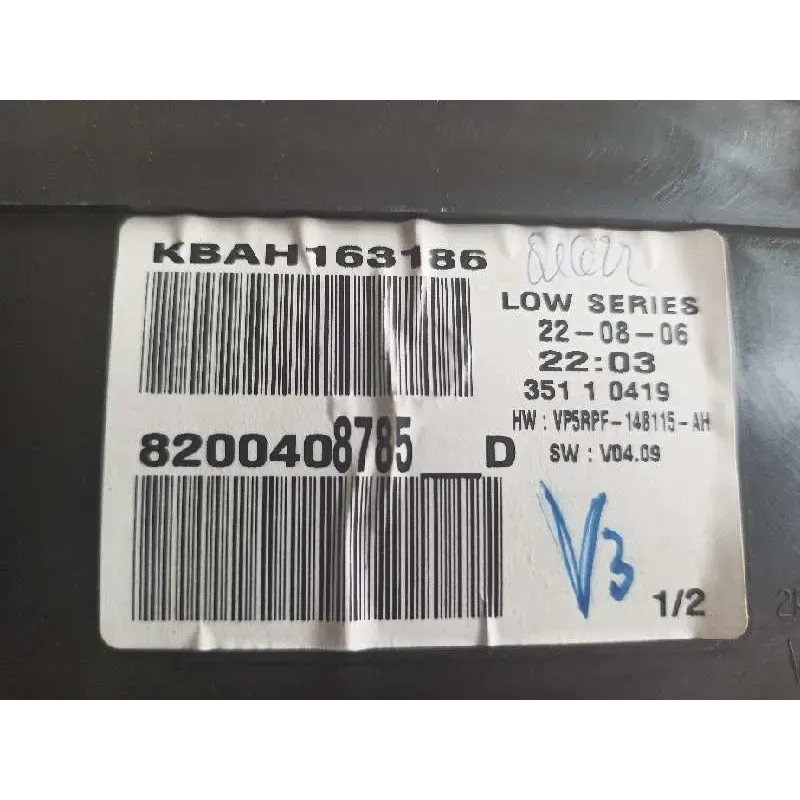 KBAH163186
LOW SERIES
22-08-06
22:03
351 1 0419
HW : VP5RPF-14B115-AH
8200408785__D
SW : V04.09
V3
1/2